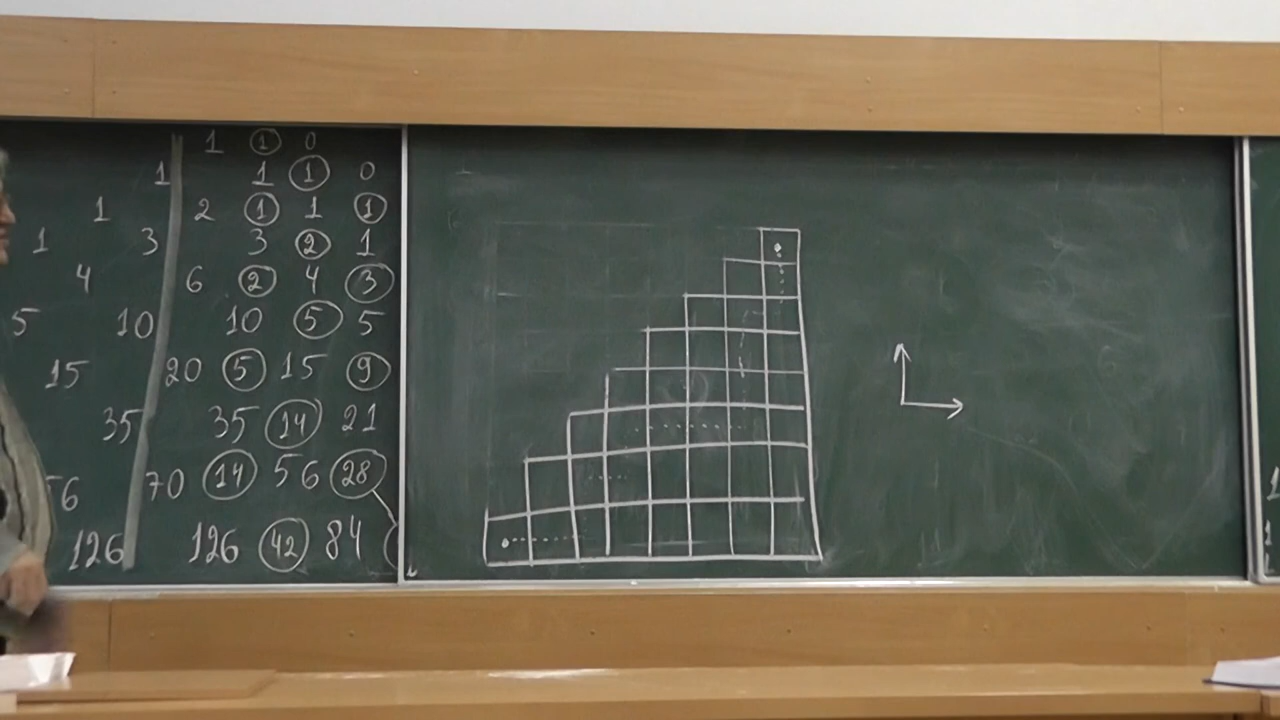 1 1 0
1 1 1 0
1 2 1 1 1
1 3 3 2 1
4 6 2 4 3
5 10 10 5 5
15 20 5 15 9
35 35 14 21
70 14 56 28
126 126 42 84